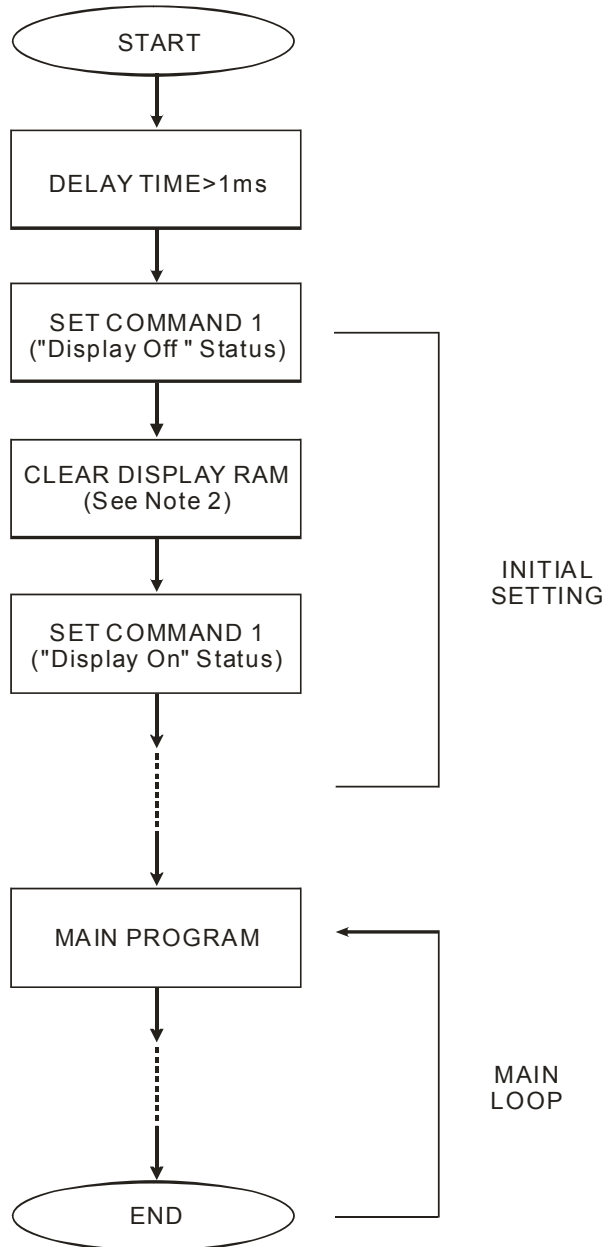 START
DELAY TIME>1ms
SET COMMAND 1
("Display Off " Status)
CLEAR DISPLAY RAM
(See Note 2)
SET COMMAND 1
("Display On" Status)
INITIAL
SETTING
MAIN PROGRAM
MAIN
LOOP
END